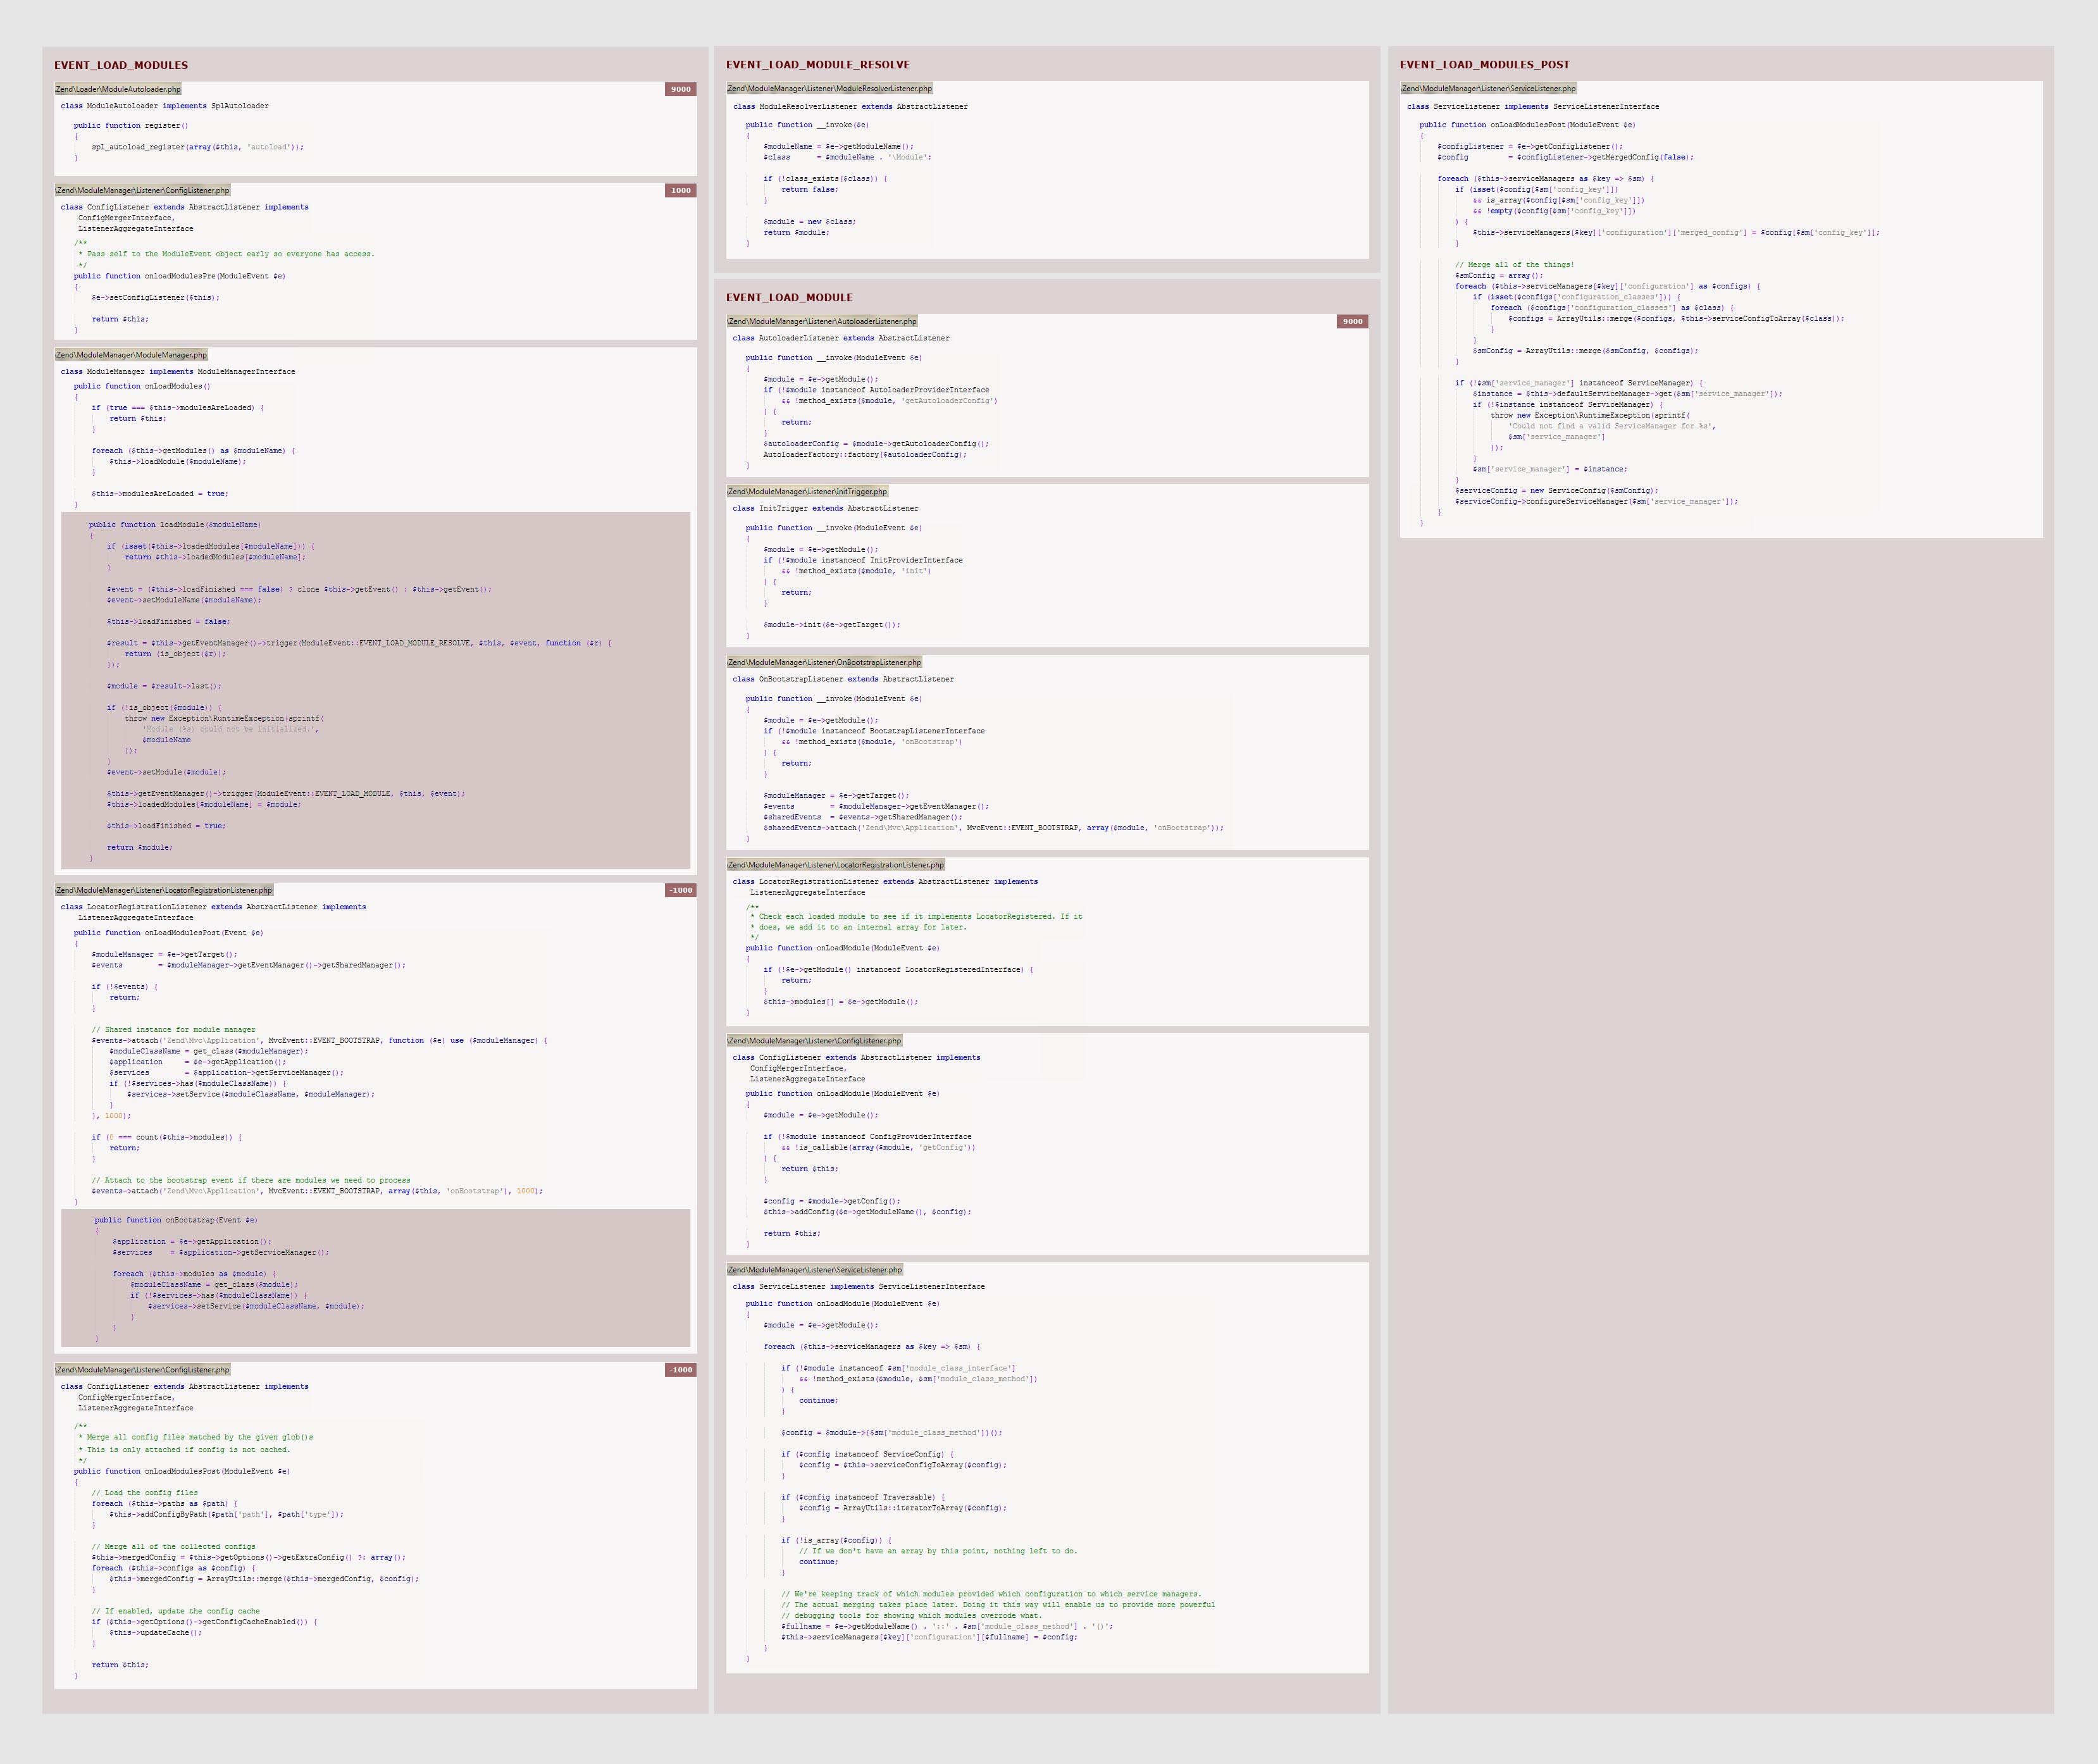 EVENT_LOAD_MODULES
Zend\Loader\ModuleAutoloader.php
9000
class ModuleAutoloader implements SplAutoloader
public function register()
{
spl_autoload_register(array($this, 'autoload'));
}
\Zend\ModuleManager\Listener\ConfigListener.php
1000
class ConfigListener extends AbstractListener implements
ConfigMergerInterface,
ListenerAggregateInterface
/**
* Pass self to the ModuleEvent object early so everyone has access.
*/
public function onloadModulesPre(ModuleEvent $e)
{
$e->setConfigListener($this);
return $this;
}
\Zend\ModuleManager\ModuleManager.php
class ModuleManager implements ModuleManagerInterface
public function onLoadModules()
{
if (true === $this->modulesAreLoaded) {
return $this;
}
foreach ($this->getModules() as $moduleName) {
$this->loadModule($moduleName);
}
$this->modulesAreLoaded = true;
}
public function loadModule($moduleName)
{
if (isset($this->loadedModules[$moduleName])) {
return $this->loadedModules[$moduleName];
}
$event = ($this->loadFinished === false) ? clone $this->getEvent() : $this->getEvent();
$event->setModuleName($moduleName);
$this->loadFinished = false;
$result = $this->getEventManager()->trigger(ModuleEvent::EVENT_LOAD_MODULE_RESOLVE, $this, $event, function ($r) {
return (is_object($r));
});
$module = $result->last();
if (!is_object($module)) {
throw new Exception\RuntimeException(sprintf(
'Module (%s) could not be initialized.',
$moduleName
));
}
$event->setModule($module);
$this->getEventManager()->trigger(ModuleEvent::EVENT_LOAD_MODULE, $this, $event);
$this->loadedModules[$moduleName] = $module;
$this->loadFinished = true;
return $module;
}
\Zend\ModuleManager\Listener\LocatorRegistrationListener.php
-1000
class LocatorRegistrationListener extends AbstractListener implements
ListenerAggregateInterface
public function onLoadModulesPost(Event $e)
{
$moduleManager = $e->getTarget();
$events = $moduleManager->getEventManager()->getSharedManager();
if (!$events) {
return;
}
// Shared instance for module manager
$events->attach('Zend\Mvc\Application', MvcEvent::EVENT_BOOTSTRAP, function ($e) use ($moduleManager) {
$moduleClassName = get_class($moduleManager);
$application = $e->getApplication();
$services = $application->getServiceManager();
if (!$services->has($moduleClassName)) {
$services->setService($moduleClassName, $moduleManager);
}
}, 1000);
if (0 === count($this->modules)) {
return;
}
// Attach to the bootstrap event if there are modules we need to process
$events->attach('Zend\Mvc\Application', MvcEvent::EVENT_BOOTSTRAP, array($this, 'onBootstrap'), 1000);
}
public function onBootstrap(Event $e)
{
$application = $e->getApplication();
$services = $application->getServiceManager();
foreach ($this->modules as $module) {
$moduleClassName = get_class($module);
if (!$services->has($moduleClassName)) {
$services->setService($moduleClassName, $module);
}
}
}
\Zend\ModuleManager\Listener\ConfigListener.php
-1000
class ConfigListener extends AbstractListener implements
ConfigMergerInterface,
ListenerAggregateInterface
/**
* Merge all config files matched by the given glob()s
* This is only attached if config is not cached.
*/
public function onLoadModulesPost(ModuleEvent $e)
{
// Load the config files
foreach ($this->paths as $path) {
$this->addConfigByPath($path['path'], $path['type']);
}
// Merge all of the collected configs
$this->mergedConfig = $this->getOptions()->getExtraConfig() ?: array();
foreach ($this->configs as $config) {
$this->mergedConfig = ArrayUtils::merge($this->mergedConfig, $config);
}
// If enabled, update the config cache
if ($this->getOptions()->getConfigCacheEnabled()) {
$this->updateCache();
}
return $this;
}
EVENT_LOAD_MODULE_RESOLVE
\Zend\ModuleManager\Listener\ModuleResolverListener.php
class ModuleResolverListener extends AbstractListener
public function __invoke($e)
{
$moduleName = $e->getModuleName();
$class = $moduleName . '\Module';
if (!class_exists($class)) {
return false;
}
$module = new $class;
return $module;
}
EVENT_LOAD_MODULE
\Zend\ModuleManager\Listener\AutoloaderListener.php
9000
class AutoloaderListener extends AbstractListener
public function __invoke(ModuleEvent $e)
{
$module = $e->getModule();
if (!$module instanceof AutoloaderProviderInterface
&& !method_exists($module, 'getAutoloaderConfig')
) {
return;
}
$autoloaderConfig = $module->getAutoloaderConfig();
AutoloaderFactory::factory($autoloaderConfig);
}
\Zend\ModuleManager\Listener\InitTrigger.php
class InitTrigger extends AbstractListener
public function __invoke(ModuleEvent $e)
{
$module = $e->getModule();
if (!$module instanceof InitProviderInterface
&& !method_exists($module, 'init')
) {
return;
}
$module->init($e->getTarget());
}
\Zend\ModuleManager\Listener\OnBootstrapListener.php
class OnBootstrapListener extends AbstractListener
public function __invoke(ModuleEvent $e)
{
$module = $e->getModule();
if (!$module instanceof BootstrapListenerInterface
&& !method_exists($module, 'onBootstrap')
) {
return;
}
$moduleManager = $e->getTarget();
$events = $moduleManager->getEventManager();
$sharedEvents = $events->getSharedManager();
$sharedEvents->attach('Zend\Mvc\Application', MvcEvent::EVENT_BOOTSTRAP, array($module, 'onBootstrap'));
}
\Zend\ModuleManager\Listener\LocatorRegistrationListener.php
class LocatorRegistrationListener extends AbstractListener implements
ListenerAggregateInterface
/**
* Check each loaded module to see if it implements LocatorRegistered. If it
* does, we add it to an internal array for later.
*/
public function onLoadModule(ModuleEvent $e)
{
if (!$e->getModule() instanceof LocatorRegisteredInterface) {
return;
}
$this->modules[] = $e->getModule();
}
\Zend\ModuleManager\Listener\ConfigListener.php
class ConfigListener extends AbstractListener implements
ConfigMergerInterface,
ListenerAggregateInterface
public function onLoadModule(ModuleEvent $e)
{
$module = $e->getModule();
if (!$module instanceof ConfigProviderInterface
&& !is_callable(array($module, 'getConfig'))
) {
return $this;
}
$config = $module->getConfig();
$this->addConfig($e->getModuleName(), $config);
return $this;
}
\Zend\ModuleManager\Listener\ServiceListener.php
class ServiceListener implements ServiceListenerInterface
public function onLoadModule(ModuleEvent $e)
{
$module = $e->getModule();
foreach ($this->serviceManagers as $key => $sm) {
if (!$module instanceof $sm['module_class_interface']
&& !method_exists($module, $sm['module_class_method'])
) {
continue;
}
$config = $module->{$sm['module_class_method']}();
if ($config instanceof ServiceConfig) {
$config = $this->serviceConfigToArray($config);
}
if ($config instanceof Traversable) {
$config = ArrayUtils::iteratorToArray($config);
}
if (!is_array($config)) {
// If we don't have an array by this point, nothing left to do.
continue;
}
// We're keeping track of which modules provided which configuration to which service managers.
// The actual merging takes place later. Doing it this way will enable us to provide more powerful
// debugging tools for showing which modules overrode what.
$fullname = $e->getModuleName() . '::' . $sm['module_class_method'] . '()';
$this->serviceManagers[$key]['configuration'][$fullname] = $config;
}
}
EVENT_LOAD_MODULES_POST
\Zend\ModuleManager\Listener\ServiceListener.php
class ServiceListener implements ServiceListenerInterface
public function onLoadModulesPost(ModuleEvent $e)
{
$configListener = $e->getConfigListener();
$config = $configListener->getMergedConfig(false);
foreach ($this->serviceManagers as $key => $sm) {
if (isset($config[$sm['config_key']])
&& is_array($config[$sm['config_key']])
&& !empty($config[$sm['config_key']])
) {
$this->serviceManagers[$key]['configuration']['merged_config'] = $config[$sm['config_key']];
}
// Merge all of the things!
$smConfig = array();
foreach ($this->serviceManagers[$key]['configuration'] as $configs) {
if (isset($configs['configuration_classes'])) {
foreach ($configs['configuration_classes'] as $class) {
$configs = ArrayUtils::merge($configs, $this->serviceConfigToArray($class));
}
}
$smConfig = ArrayUtils::merge($smConfig, $configs);
}
if (!$sm['service_manager'] instanceof ServiceManager) {
$instance = $this->defaultServiceManager->get($sm['service_manager']);
if (!$instance instanceof ServiceManager) {
throw new Exception\RuntimeException(sprintf(
'Could not find a valid ServiceManager for %s',
$sm['service_manager']
));
}
$sm['service_manager'] = $instance;
}
$serviceConfig = new ServiceConfig($smConfig);
$serviceConfig->configureServiceManager($sm['service_manager']);
}
}